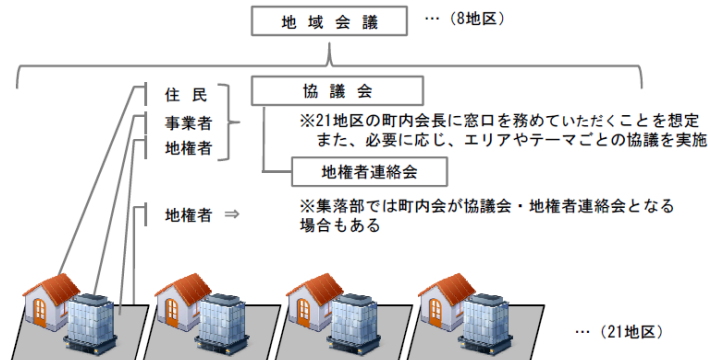 地域会議 …（8地区）
住民
協議会
事業者
※21地区の町内会長に窓口を務めていただくことを想定
地権者
また、必要に応じ、エリアやテーマごとの協議を実施
地権者連絡会
地権者 ⇒
※集落部では町内会が協議会・地権者連絡会となる
場合もある
…（21地区）